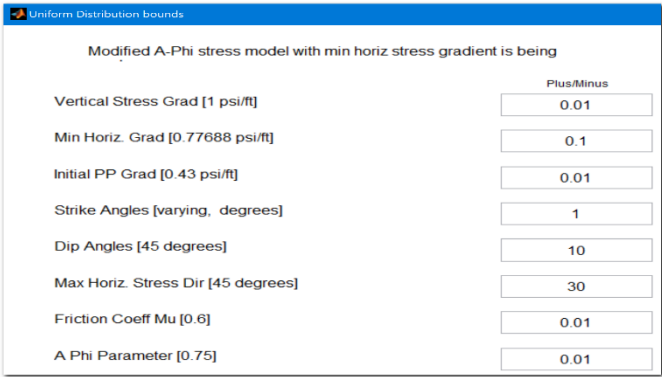 Uniform Distribution bounds
Modified A-Phi stress model with min horiz stress gradient is being
Plus/Minus
Vertical Stress Grad [1 psi/ft] 0.01
Min Horiz. Grad [0.77688 psi/ft] 0.1
Initial PP Grad [0.43 psi/ft] 0.01
Strike Angles [varying, degrees] 1
Dip Angles [45 degrees] 10
Max Horiz. Stress Dir [45 degrees] 30
Friction Coeff Mu [0.6] 0.01
A Phi Parameter [0.75] 0.01